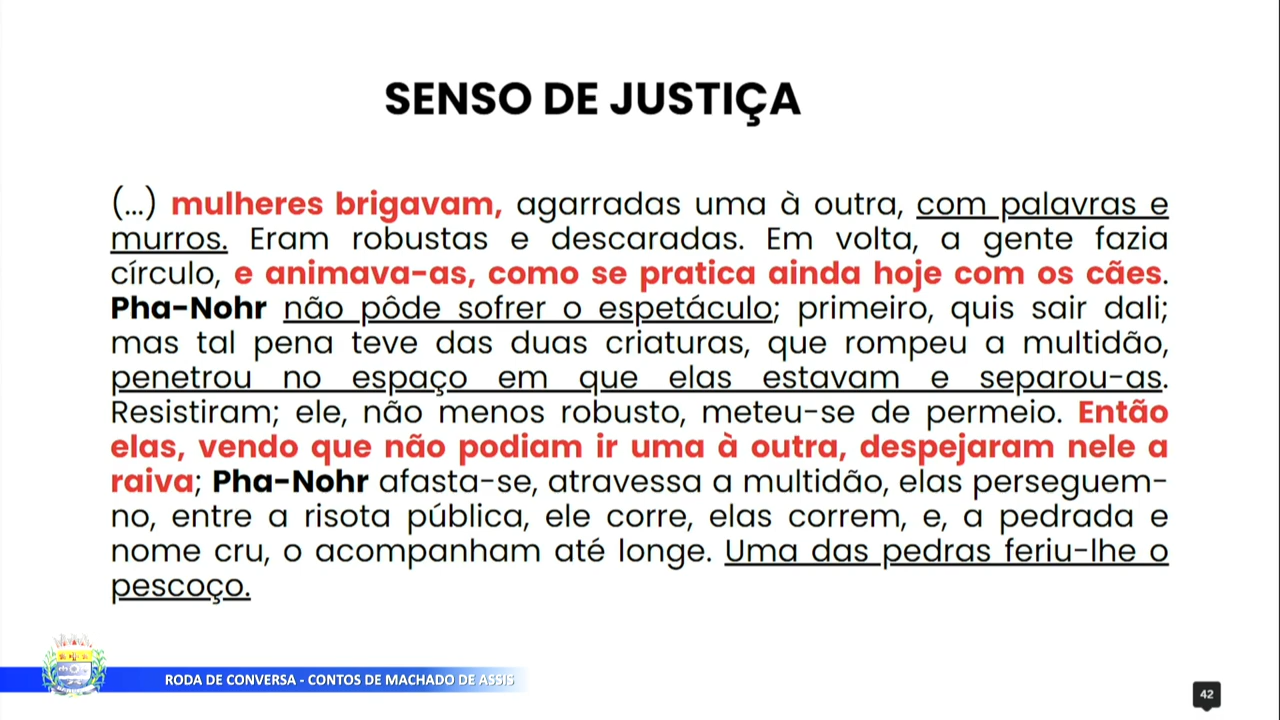 SENSO DE JUSTIÇA
(...) mulheres brigavam, agarradas uma à outra, com palavras e
murros. Eram robustas e descaradas. Em volta, a gente fazia
círculo, e animava-as, como se pratica ainda hoje com os cães.
Pha-Nohr não pôde sofrer o espetáculo; primeiro, quis sair dali;
mas tal pena teve das duas criaturas, que rompeu a multidão,
penetrou no espaço em que elas estavam e separou-as.
Resistiram; ele, não menos robusto, meteu-se de permeio. Então
elas, vendo que não podiam ir uma à outra, despejaram nele a
raiva; Pha-Nohr afasta-se, atravessa a multidão, elas perseguem-
no, entre a risota pública, ele corre, elas correm, e, a pedrada e
nome cru, o acompanham até longe. Uma das pedras feriu-lhe o
pescoço.
RODA DE CONVERSA - CONTOS DE MACHADO DE ASSIS
42